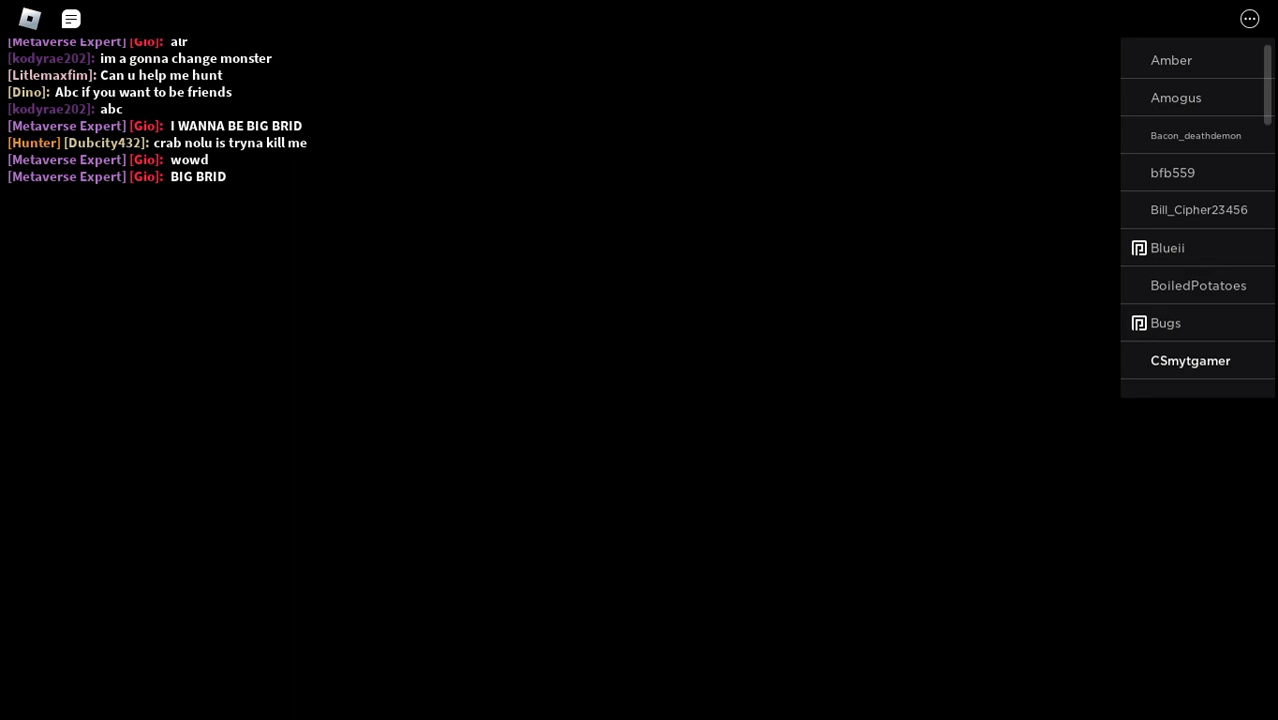 [Metaverse Expert] [Gio]: alr
[kodyrae202]: im a gonna change monster
[Litlemaxfim]: Can u help me hunt
[Dino]: Abc if you want to be friends
[kodyrae202]: abc
[Metaverse Expert] [Gio]: I WANNA BE BIG BRID
[Hunter] [Dubcity432]: crab nolu is tryna kill me
[Metaverse Expert] [Gio]: wowd
[Metaverse Expert] [Gio]: BIG BRID
Amber
Amogus
Bacon_deathdemon
bfb559
Bill_Cipher23456
Blueii
BoiledPotatoes
Bugs
CSmytgamer